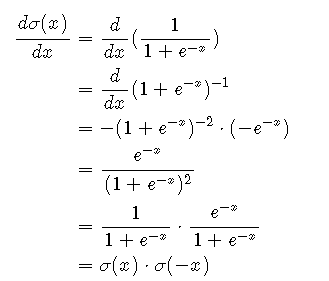 dσ(x)/dx = d/dx (1/(1 + e^{-x}))
= d/dx (1 + e^{-x})^{-1}
= -(1 + e^{-x})^{-2} · (-e^{-x})
= e^{-x}/(1 + e^{-x})^2
= 1/(1 + e^{-x}) · e^{-x}/(1 + e^{-x})
= σ(x) · σ(-x)